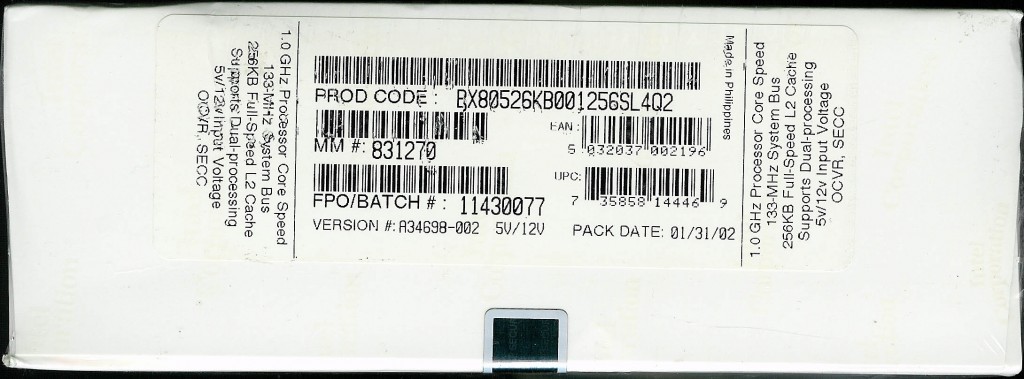 1.0 GHz Processor Core Speed
133-MHz System Bus
256KB Full-Speed L2 Cache
Supports Dual-processing
5v/12v Input Voltage
OCVR, SECC
PROD CODE: BX80526KB001256SL4Q2
MM #: 831270
EAN:
5 032037 002196
FPO/BATCH #: 11430077
UPC:
7 35858 14446 9
VERSION #: A34698-002 5V/12V
PACK DATE: 01/31/02
Made in Philippines
1.0 GHz Processor Core Speed
133-MHz System Bus
256KB Full-Speed L2 Cache
Supports Dual-processing
5v/12v Input Voltage
OCVR, SECC